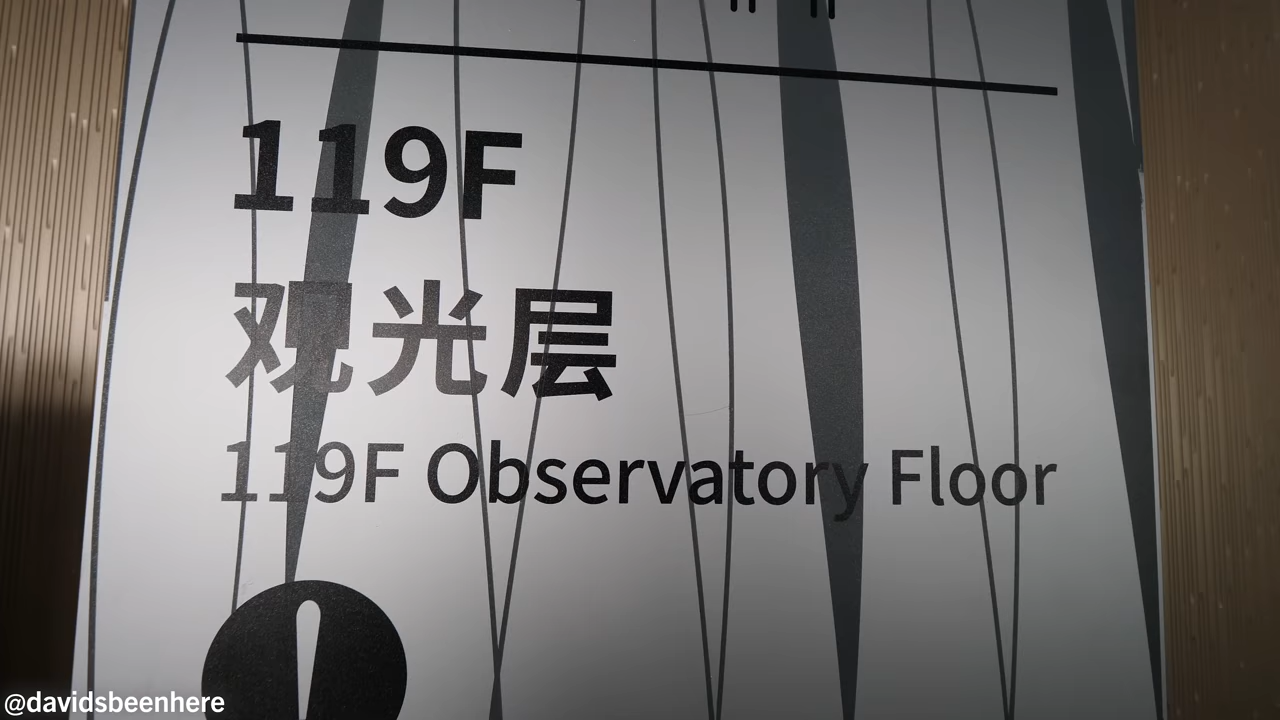 119F
观光层
119F Observatory Floor
@davidsbeenhere